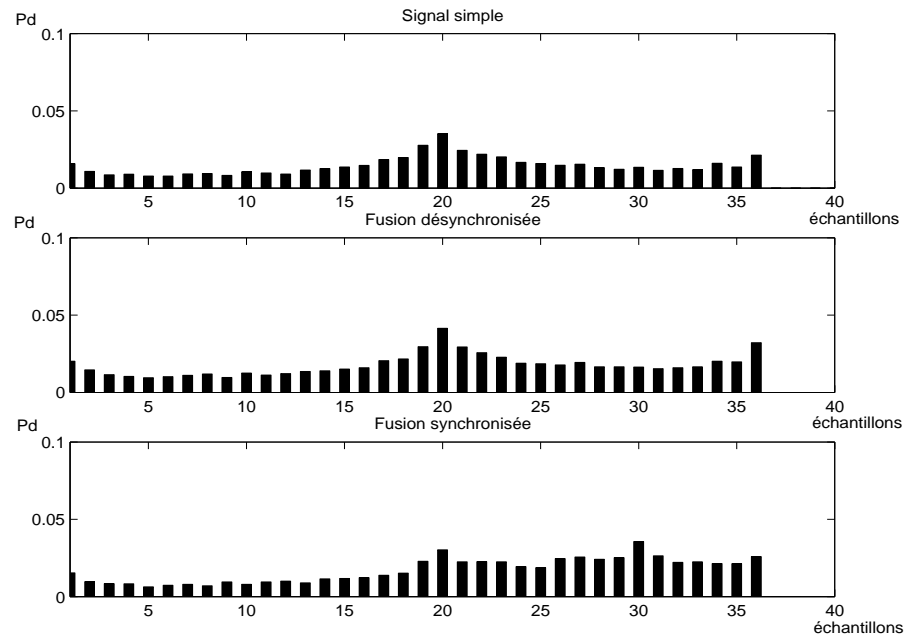 Signal simple
Pd
0.1
0.05
0
5 10 15 20 25 30 35 40
échantillons
Fusion désynchronisée
Pd
0.1
0.05
0
5 10 15 20 25 30 35 40
échantillons
Fusion synchronisée
Pd
0.1
0.05
0
5 10 15 20 25 30 35 40
échantillons